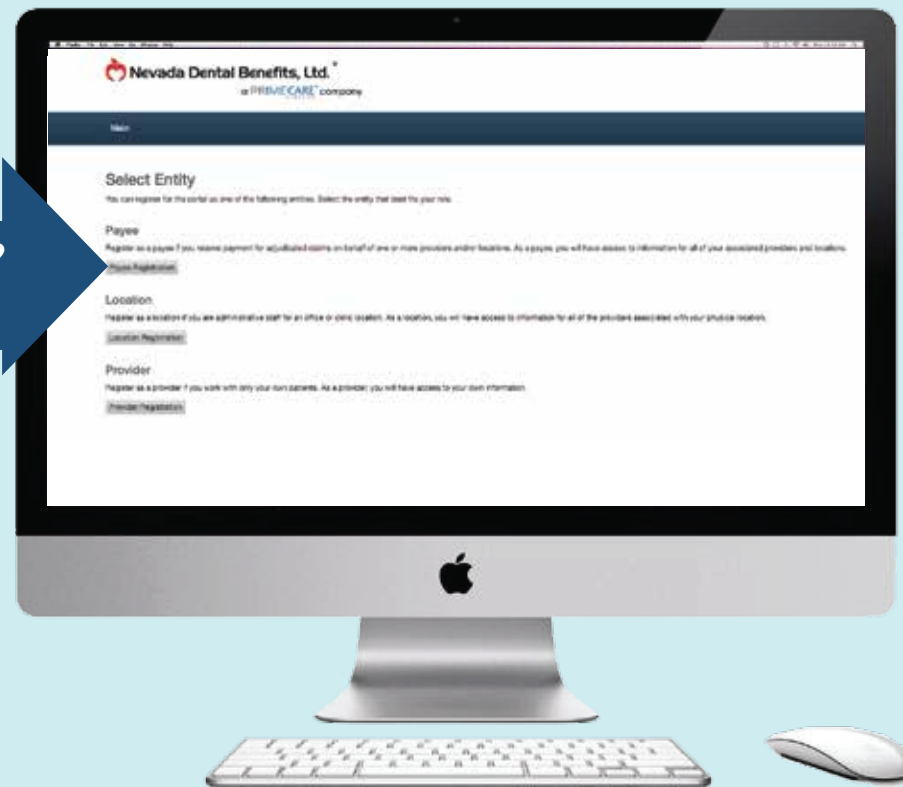 Nevada Dental Benefits, Ltd.
a PRIMECARE company
Main
Select Entity
You can register for the portal as one of the following entities. Select the entity that best fits your role.
Payee
Register as a payee if you receive payment for adjudicated claims on behalf of one or more providers and/or locations. As a payee, you will have access to information for all of your associated providers and locations.
Payee Registration
Location
Register as a location if you are administrative staff for an office or clinic location. As a location, you will have access to information for all of the providers associated with your physical location.
Location Registration
Provider
Register as a provider if you work with only your own patients. As a provider, you will have access to your own information.
Provider Registration